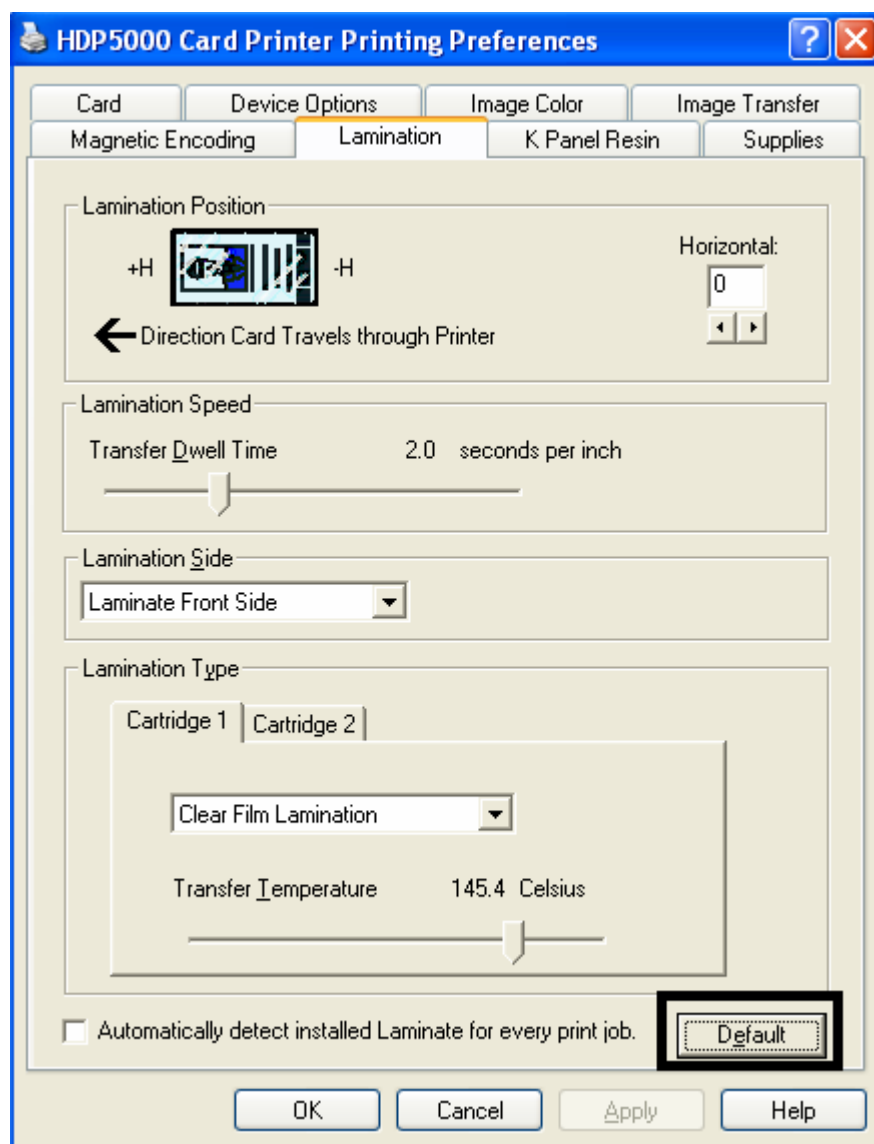 HDP5000 Card Printer Printing Preferences
Card Device Options Image Color Image Transfer
Magnetic Encoding Lamination K Panel Resin Supplies
Lamination Position
+H -H
Horizontal:
0
Direction Card Travels through Printer
Lamination Speed
Transfer Dwell Time 2.0 seconds per inch
Lamination Side
Laminate Front Side
Lamination Type
Cartridge 1 Cartridge 2
Clear Film Lamination
Transfer Temperature 145.4 Celsius
Automatically detect installed Laminate for every print job.
Default
OK Cancel Apply Help